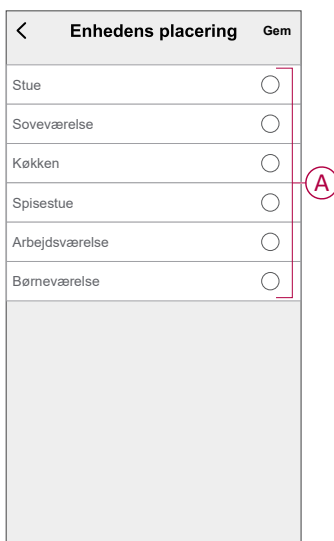 Enhedens placering Gem
Stue
Soveværelse
Køkken
Spisestue
Arbejdsværelse
Børneværelse
A